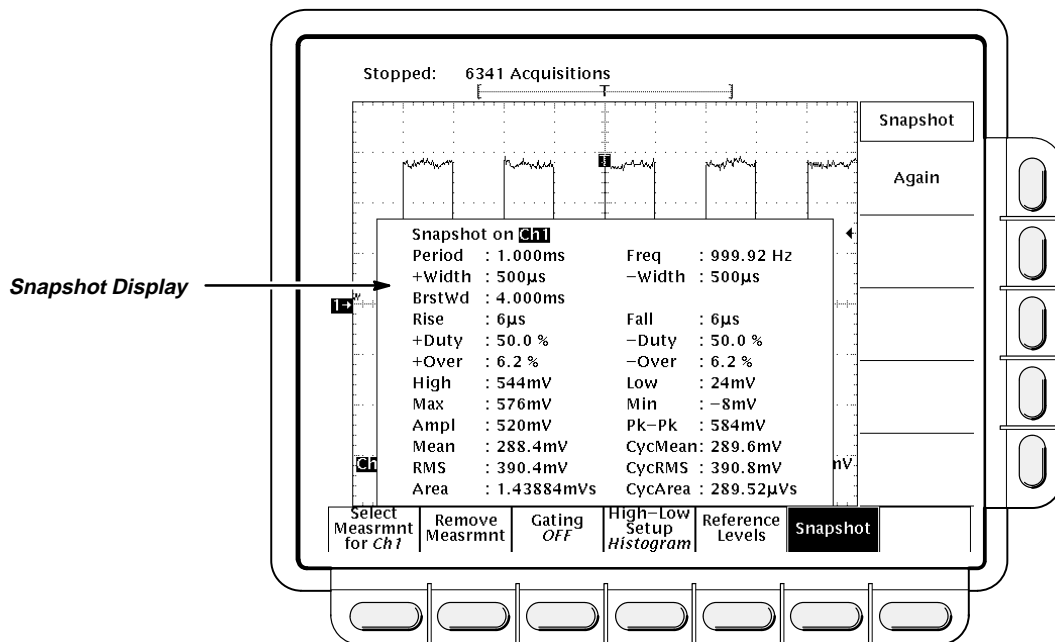 Stopped: 6341 Acquisitions
T
Snapshot
Again
T
Snapshot on Ch1
Period : 1.000ms Freq : 999.92 Hz
+Width : 500µs −Width : 500µs
Snapshot Display
BrstWd : 4.000ms
1→
Rise : 6µs Fall : 6µs
+Duty : 50.0 % −Duty : 50.0 %
+Over : 6.2 % −Over : 6.2 %
High : 544mV Low : 24mV
Max : 576mV Min : −8mV
Ampl : 520mV Pk−Pk : 584mV
Mean : 288.4mV CycMean: 289.6mV
Ch mV
RMS : 390.4mV CycRMS : 390.8mV
Area : 1.43884mVs CycArea : 289.52µVs
Select
Measrmnt
for Ch1
Remove
Measrmnt
Gating
OFF
High−Low
Setup
Histogram
Reference
Levels
Snapshot